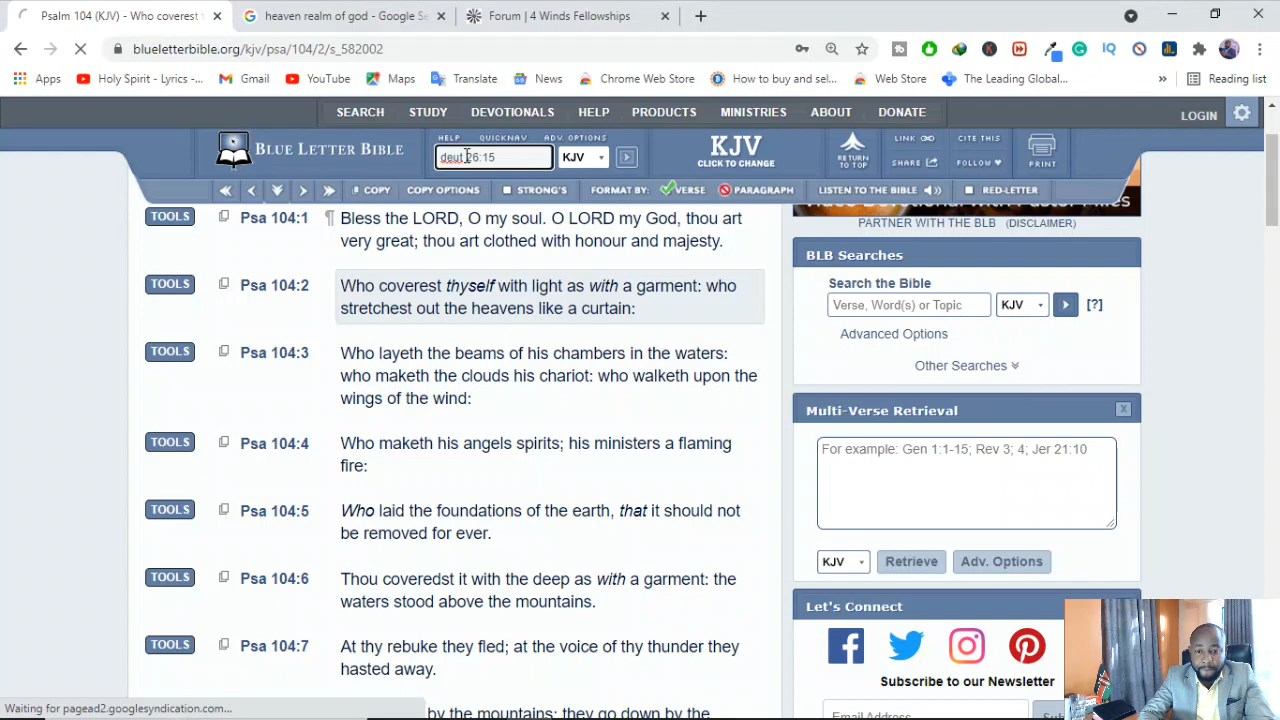 Psalm 104 (KJV) - Who coverest t
heaven realm of god - Google Se
Forum | 4 Winds Fellowships
blueletterbible.org/kjv/psa/104/2/s_582002
Apps
Holy Spirit - Lyrics -...
Gmail
YouTube
Maps
Translate
News
Chrome Web Store
How to buy and sel...
Web Store
The Leading Global...
»
Reading list
SEARCH
STUDY
DEVOTIONALS
HELP
PRODUCTS
MINISTRIES
ABOUT
DONATE
LOGIN
BLUE LETTER BIBLE
HELP
QUICKNAV
ADV. OPTIONS
deut 26:15
KJV
KJV
CLICK TO CHANGE
RETURN TO TOP
LINK
SHARE
CITE THIS
FOLLOW
PRINT
COPY
COPY OPTIONS
STRONG'S
FORMAT BY:
VERSE
PARAGRAPH
LISTEN TO THE BIBLE
RED-LETTER
TOOLS
Psa 104:1
¶ Bless the LORD, O my soul. O LORD my God, thou art
very great; thou art clothed with honour and majesty.
TOOLS
Psa 104:2
Who coverest thyself with light as with a garment: who
stretchest out the heavens like a curtain:
TOOLS
Psa 104:3
Who layeth the beams of his chambers in the waters:
who maketh the clouds his chariot: who walketh upon the
wings of the wind:
TOOLS
Psa 104:4
Who maketh his angels spirits; his ministers a flaming
fire:
TOOLS
Psa 104:5
Who laid the foundations of the earth, that it should not
be removed for ever.
TOOLS
Psa 104:6
Thou coveredst it with the deep as with a garment: the
waters stood above the mountains.
TOOLS
Psa 104:7
At thy rebuke they fled; at the voice of thy thunder they
hasted away.
by the mountains; they go down by the
Waiting for pagead2.googlesyndication.com...
PARTNER WITH THE BLB (DISCLAIMER)
BLB Searches
Search the Bible
Verse, Word(s) or Topic
KJV
[?]
Advanced Options
Other Searches
Multi-Verse Retrieval
X
For example: Gen 1:1-15; Rev 3; 4; Jer 21:10
KJV
Retrieve
Adv. Options
Let's Connect
Subscribe to our Newsletter
Email Address